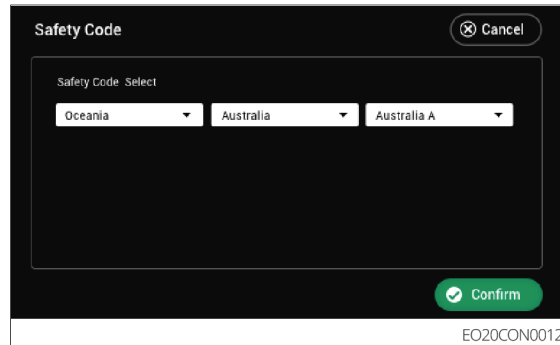 Safety Code
Cancel
Safety Code Select
Oceania Australia Australia A
Confirm
EO20CON0012